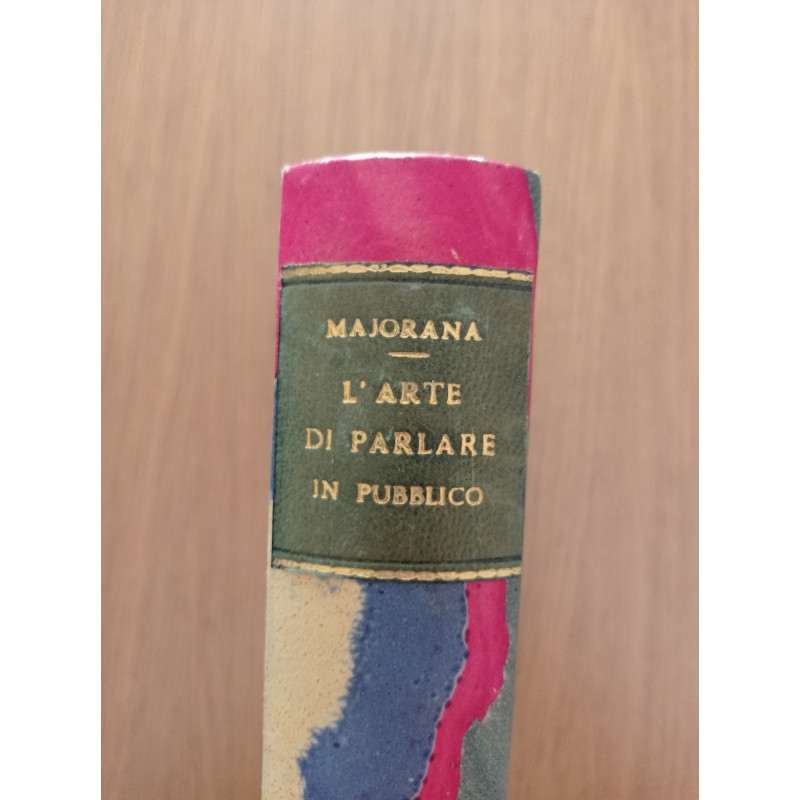 MAJORANA
L'ARTE
DI PARLARE
IN PUBBLICO